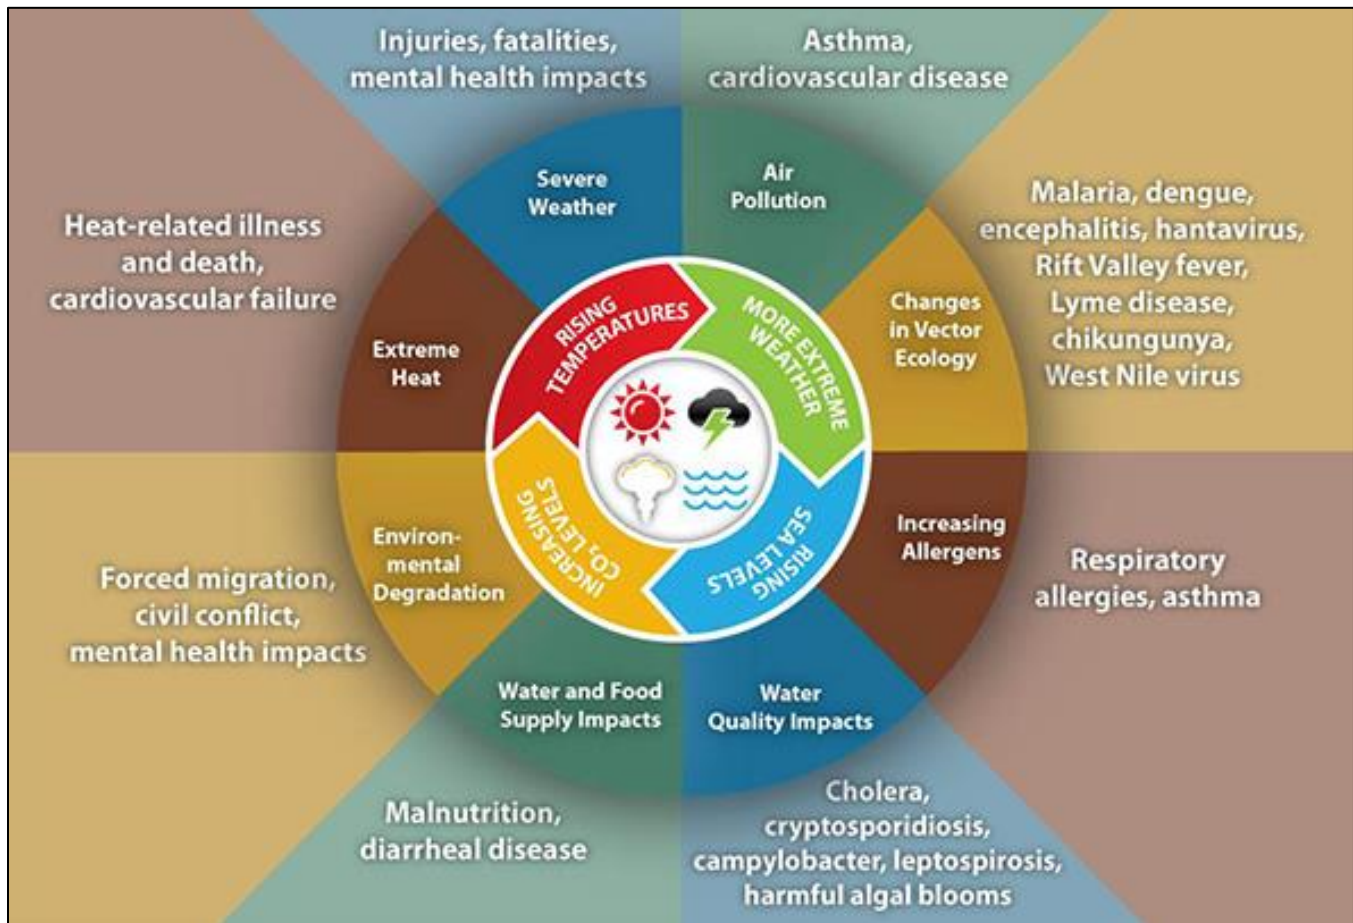 Injuries, fatalities,
mental health impacts
Asthma,
cardiovascular disease
Severe
Weather
Air
Pollution
Malaria, dengue,
encephalitis, hantavirus,
Rift Valley fever,
Lyme disease,
chikungunya,
West Nile virus
Heat-related illness
and death,
cardiovascular failure
Extreme
Heat
Changes
in Vector
Ecology
RISING
TEMPERATURES
MORE EXTREME
WEATHER
INCREASING
CO₂ LEVELS
RISING
SEA LEVELS
Environ-
mental
Degradation
Increasing
Allergens
Forced migration,
civil conflict,
mental health impacts
Respiratory
allergies, asthma
Water and Food
Supply Impacts
Water
Quality Impacts
Malnutrition,
diarrheal disease
Cholera,
cryptosporidiosis,
campylobacter, leptospirosis,
harmful algal blooms